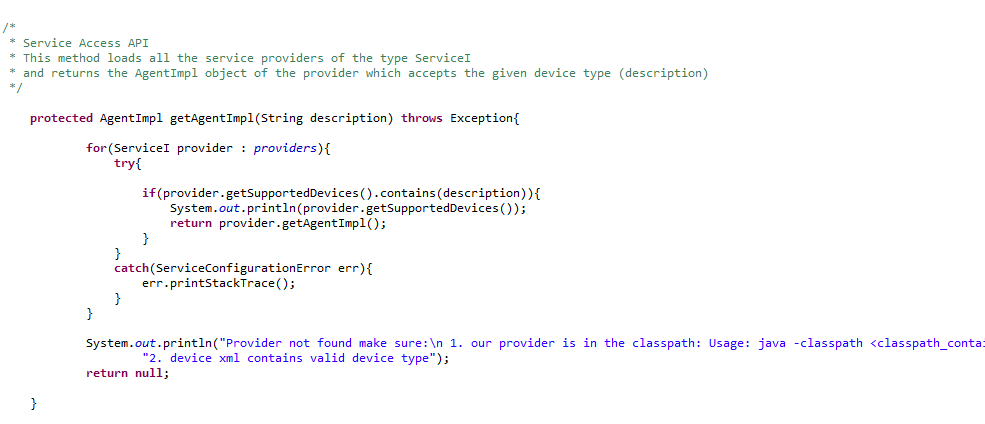 /*
 * Service Access API
 * This method loads all the service providers of the type ServiceI
 * and returns the AgentImpl object of the provider which accepts the given device type (description)
 */
protected AgentImpl getAgentImpl(String description) throws Exception{
for(ServiceI provider : providers){
try{
if(provider.getSupportedDevices().contains(description)){
System.out.println(provider.getSupportedDevices());
return provider.getAgentImpl();
}
}
catch(ServiceConfigurationError err){
err.printStackTrace();
}
}
System.out.println("Provider not found make sure:\n 1. our provider is in the classpath: Usage: java -classpath <classpath_contai
"2. device xml contains valid device type");
return null;
}